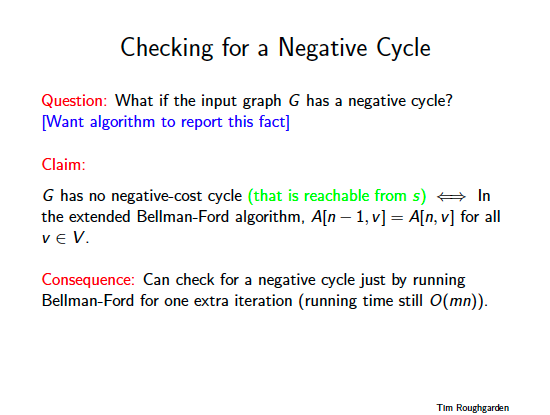 Checking for a Negative Cycle
Question: What if the input graph G has a negative cycle?
[Want algorithm to report this fact]
Claim:
G has no negative-cost cycle (that is reachable from s) ⟺ In
the extended Bellman-Ford algorithm, A[n − 1, v] = A[n, v] for all
v ∈ V.
Consequence: Can check for a negative cycle just by running
Bellman-Ford for one extra iteration (running time still O(mn)).
Tim Roughgarden